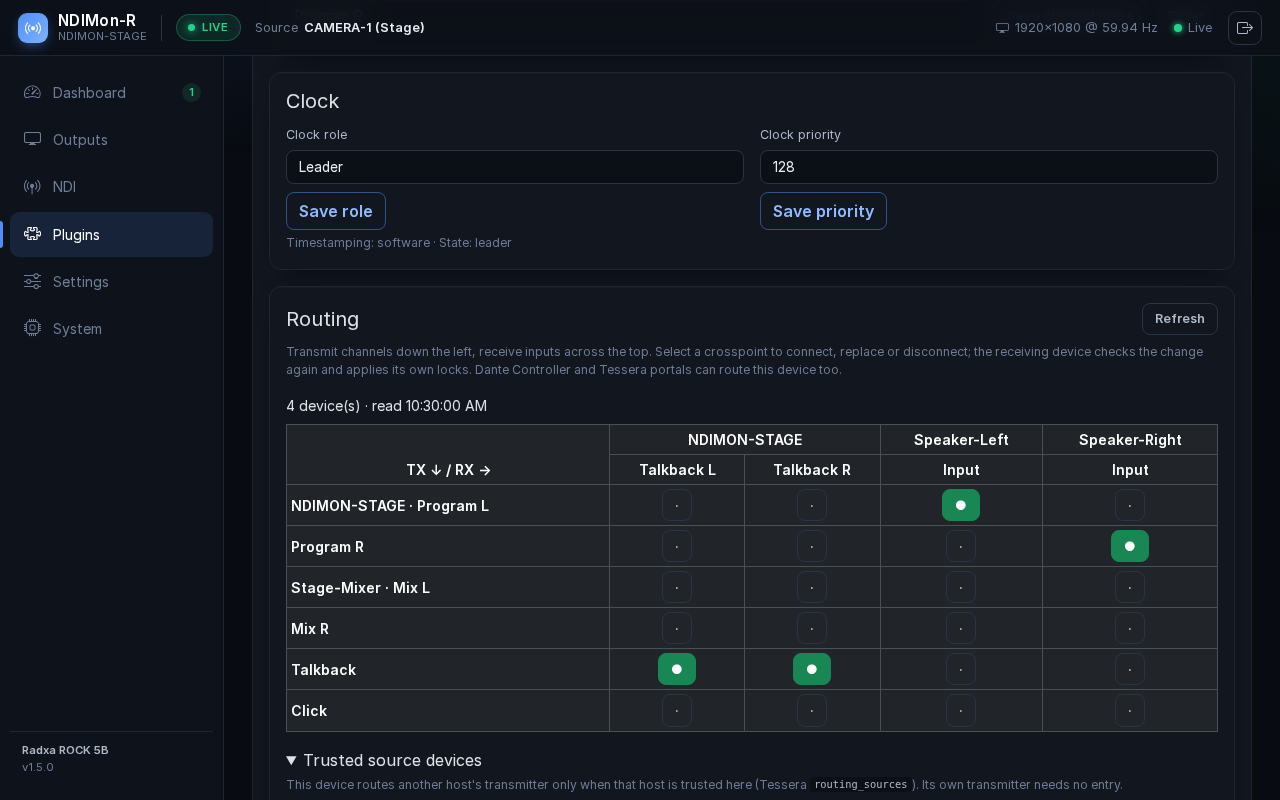 NDIMon-R
NDIMON-STAGE
LIVE
Source CAMERA-1 (Stage)
1920×1080 @ 59.94 Hz
Live
Dashboard
1
Outputs
NDI
Plugins
Settings
System
Radxa ROCK 5B
v1.5.0
Clock
Clock role
Clock priority
Leader
128
Save role
Save priority
Timestamping: software · State: leader
Routing
Refresh
Transmit channels down the left, receive inputs across the top. Select a crosspoint to connect, replace or disconnect; the receiving device checks the change
again and applies its own locks. Dante Controller and Tessera portals can route this device too.
4 device(s) · read 10:30:00 AM
NDIMON-STAGE Speaker-Left Speaker-Right
TX ↓ / RX → Talkback L Talkback R Input Input
NDIMON-STAGE · Program L · · ● ·
Program R · · · ●
Stage-Mixer · Mix L · · · ·
Mix R · · · ·
Talkback ● ● · ·
Click · · · ·
▼ Trusted source devices
This device routes another host's transmitter only when that host is trusted here (Tessera routing_sources ). Its own transmitter needs no entry.